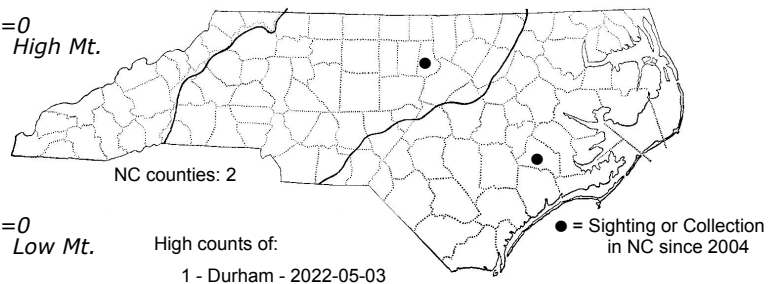 =0
High Mt.
NC counties: 2
=0
Low Mt.
High counts of:
1 - Durham - 2022-05-03
● = Sighting or Collection
in NC since 2004